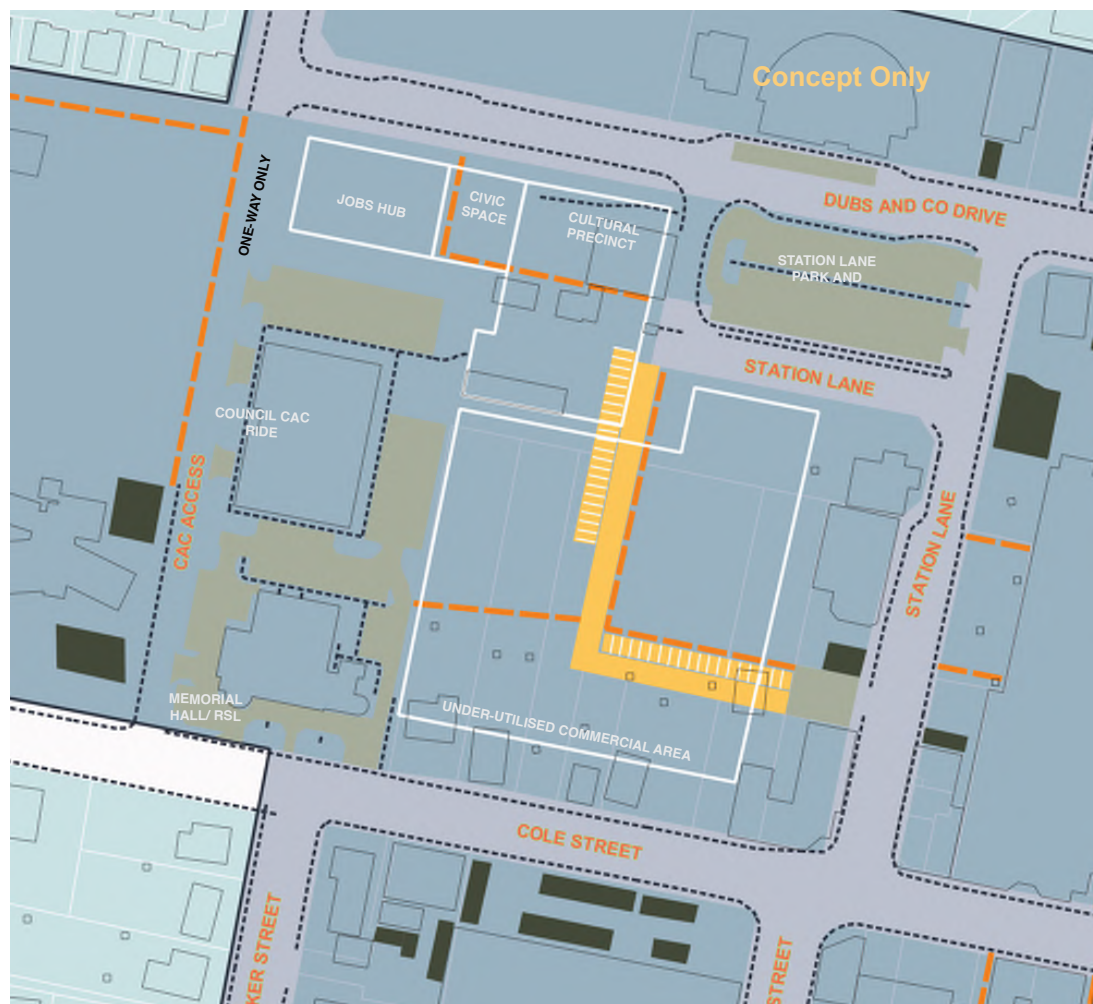 Concept Only
ONE-WAY ONLY
JOBS HUB
CIVIC
SPACE
CULTURAL
PRECINCT
DUBS AND CO DRIVE
STATION LANE
PARK AND
STATION LANE
COUNCIL CAC
RIDE
CAC ACCESS
STATION LANE
MEMORIAL
HALL/ RSL
UNDER-UTILISED COMMERCIAL AREA
COLE STREET
KER STREET
STREET